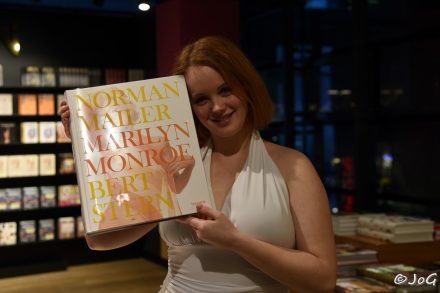 NORMAN
MAILER
MARILYN
MONROE
BERT
STERN
© JoG